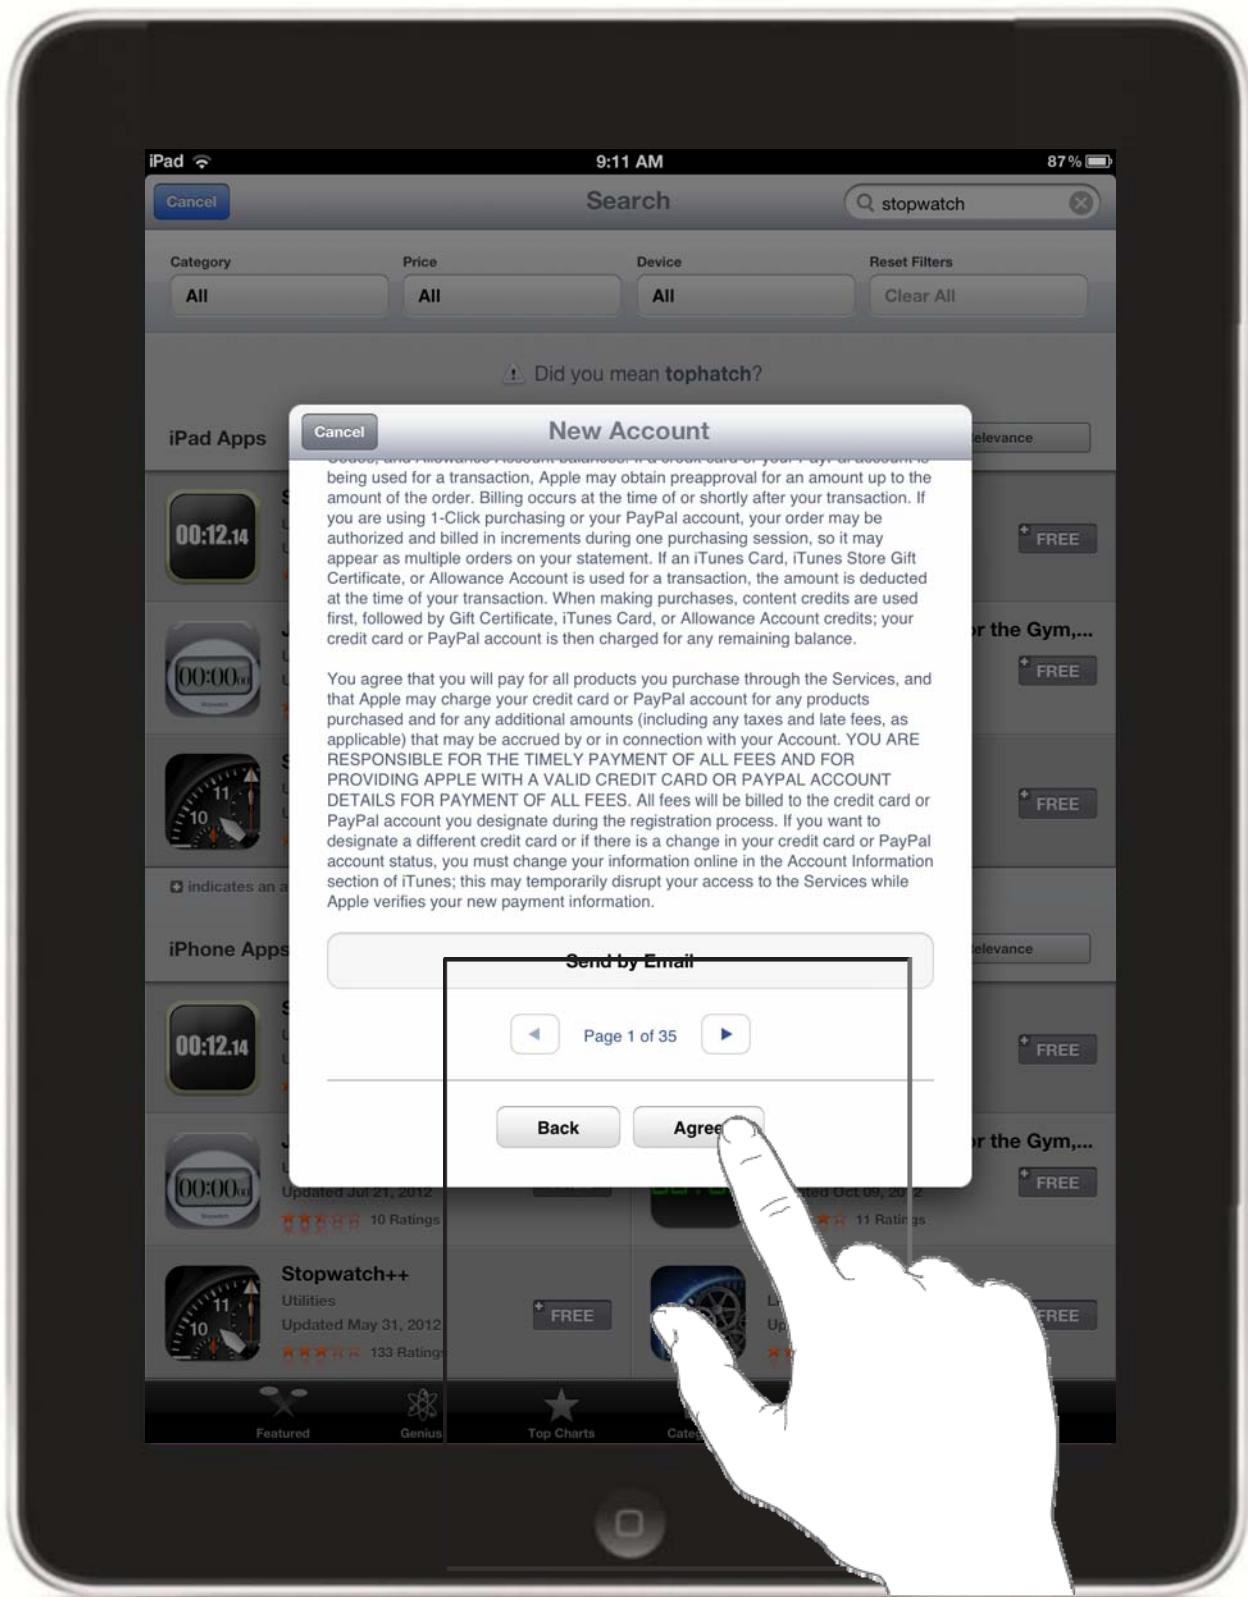 iPad 9:11 AM 87%
Cancel Search stopwatch
Category Price Device Reset Filters
All All All Clear All
Did you mean tophatch?
iPad Apps
Cancel New Account
being used for a transaction, Apple may obtain preapproval for an amount up to the
amount of the order. Billing occurs at the time of or shortly after your transaction. If
you are using 1-Click purchasing or your PayPal account, your order may be
authorized and billed in increments during one purchasing session, so it may
appear as multiple orders on your statement. If an iTunes Card, iTunes Store Gift
Certificate, or Allowance Account is used for a transaction, the amount is deducted
at the time of your transaction. When making purchases, content credits are used
first, followed by Gift Certificate, iTunes Card, or Allowance Account credits; your
credit card or PayPal account is then charged for any remaining balance.
You agree that you will pay for all products you purchase through the Services, and
that Apple may charge your credit card or PayPal account for any products
purchased and for any additional amounts (including any taxes and late fees, as
applicable) that may be accrued by or in connection with your Account. YOU ARE
RESPONSIBLE FOR THE TIMELY PAYMENT OF ALL FEES AND FOR
PROVIDING APPLE WITH A VALID CREDIT CARD OR PAYPAL ACCOUNT
DETAILS FOR PAYMENT OF ALL FEES. All fees will be billed to the credit card or
PayPal account you designate during the registration process. If you want to
designate a different credit card or if there is a change in your credit card or PayPal
account status, you must change your information online in the Account Information
section of iTunes; this may temporarily disrupt your access to the Services while
Apple verifies your new payment information.
Send by Email
Page 1 of 35
Back Agree
00:12.14 FREE
00:00 r the Gym,...
FREE
11
10 FREE
indicates an a
iPhone Apps elevance
00:12.14 FREE
r the Gym,...
00:00 FREE
Updated Jul 21, 2012 Oct 09, 2012
10 Ratings 11 Ratings
Stopwatch++
11 Utilities
10 Updated May 31, 2012 FREE FREE
133 Ratings
Featured Genius Top Charts Categ